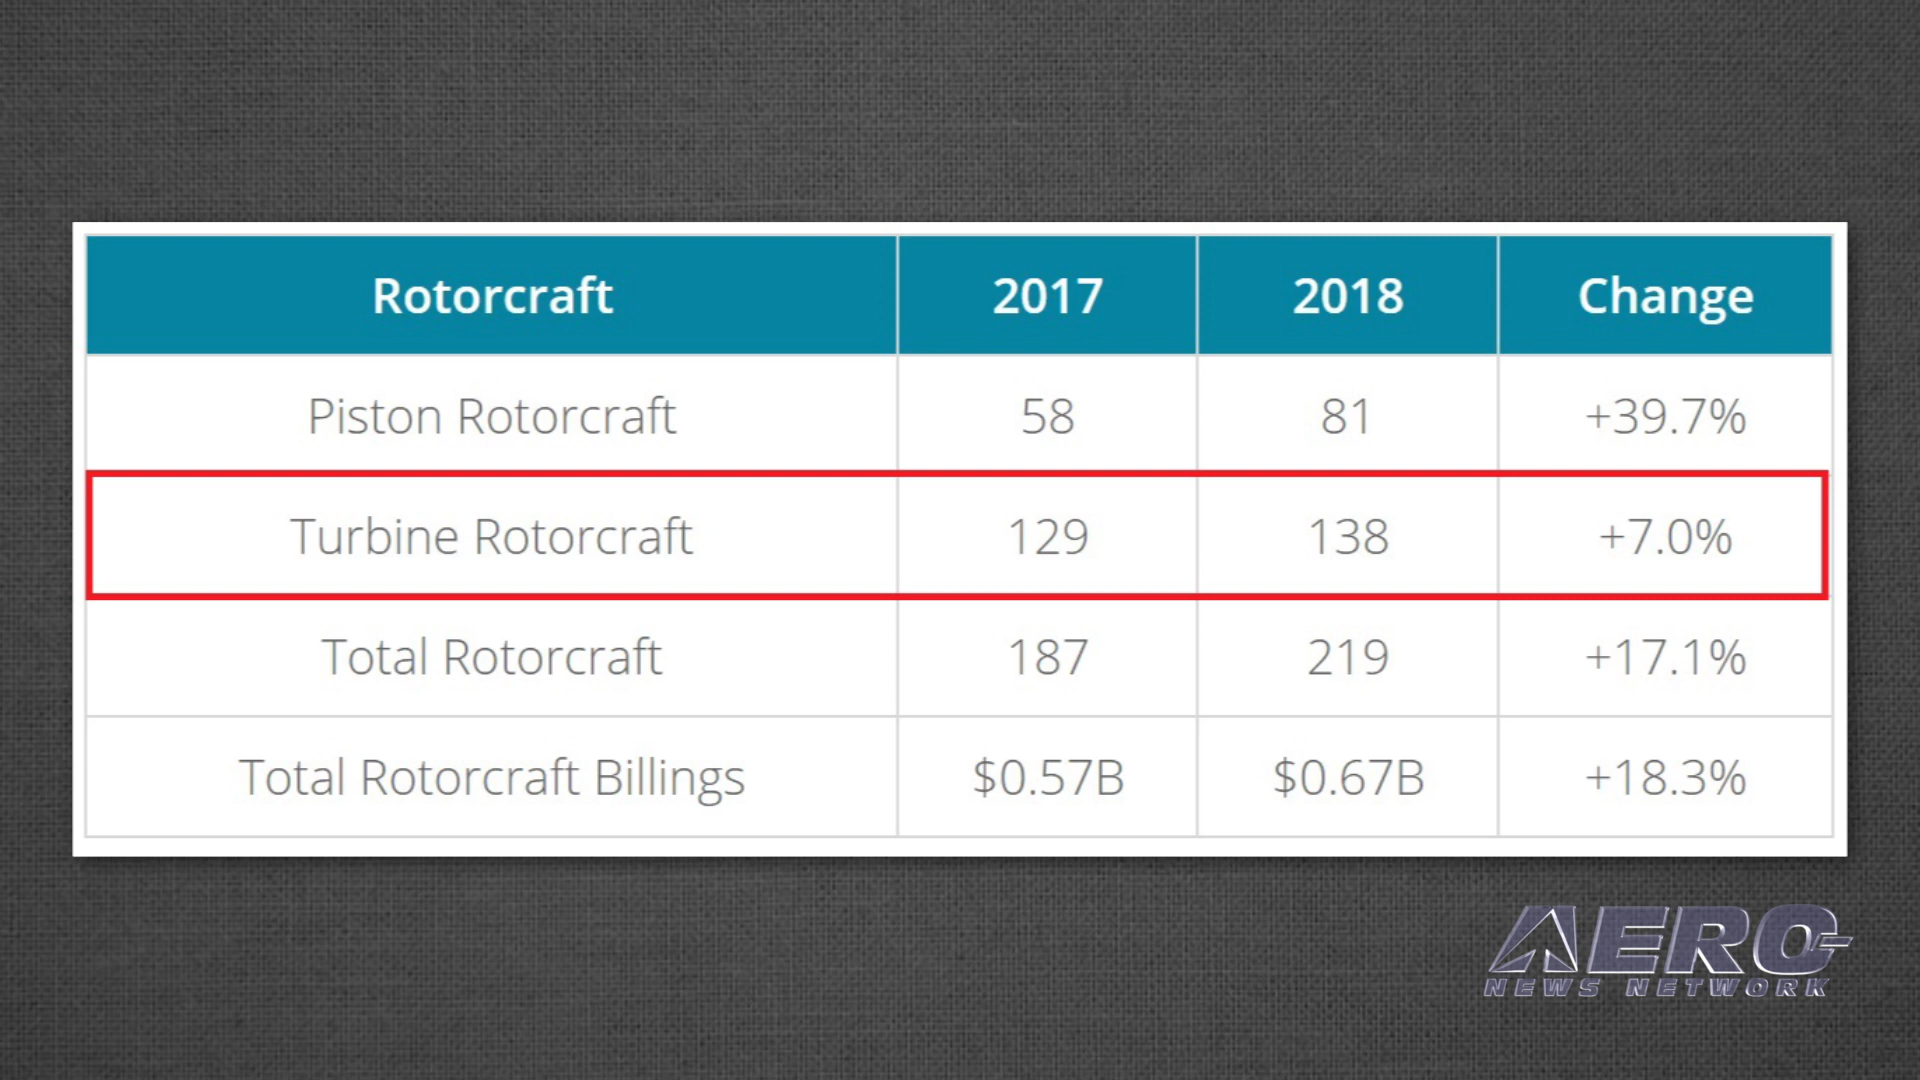 Rotorcraft 2017 2018 Change
Piston Rotorcraft 58 81 +39.7%
Turbine Rotorcraft 129 138 +7.0%
Total Rotorcraft 187 219 +17.1%
Total Rotorcraft Billings $0.57B $0.67B +18.3%
AERO-
NEWS NETWORK